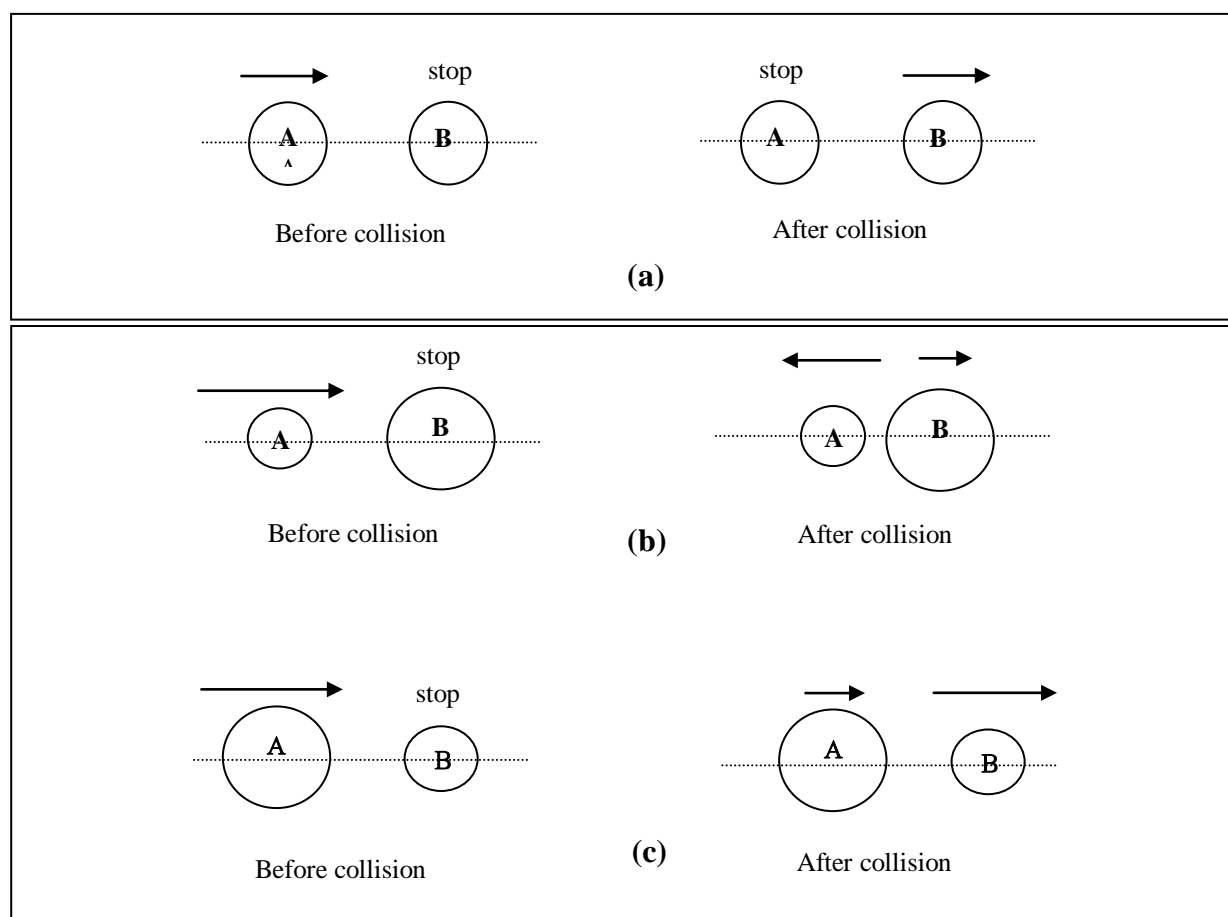 stop stop
A B A B
A
Before collision After collision
(a)
stop
A B A B
Before collision (b) After collision
stop
A B A B
Before collision (c) After collision